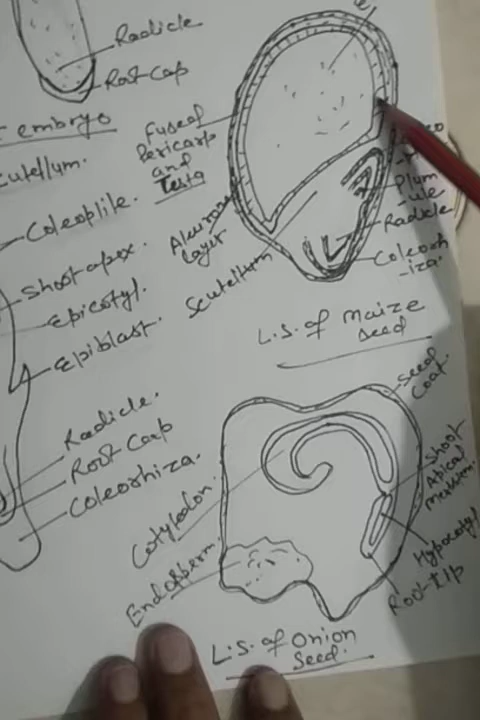 Radicle
Root Cap
embryo
Coleoptile.
Shoot apex.
Epicotyl.
Epiblast.
Radicle.
Root Cap
Coleorhiza.
Fuse of
Pericarp
and
Testa
Aleurone
Layer
Scutellum
Plum
-ule
Radicle
Coleorh
-iza.
L.S. of Maize
Seed
Seed
Coat.
Shoot
Apical
Meristem.
Cotyledon.
Endosperm.
Hypocotyl
Root-tip
L.S. of Onion
Seed.